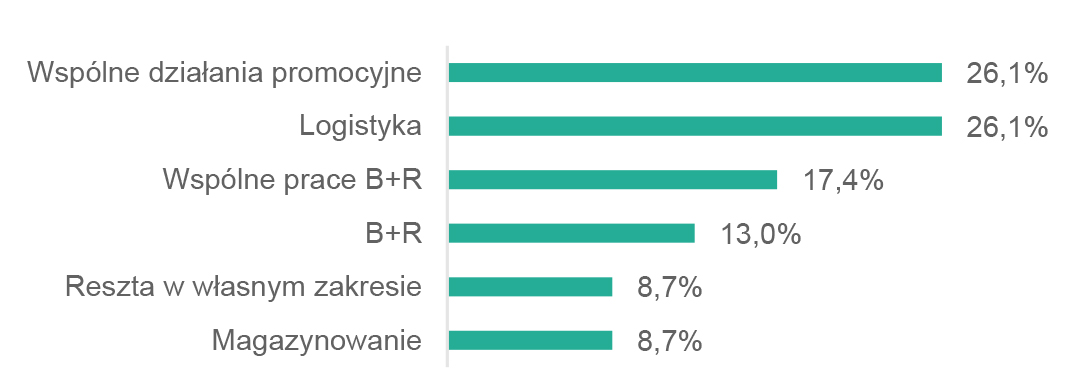 Wspólne działania promocyjne 26,1%
Logistyka 26,1%
Wspólne prace B+R 17,4%
B+R 13,0%
Reszta w własnym zakresie 8,7%
Magazynowanie 8,7%